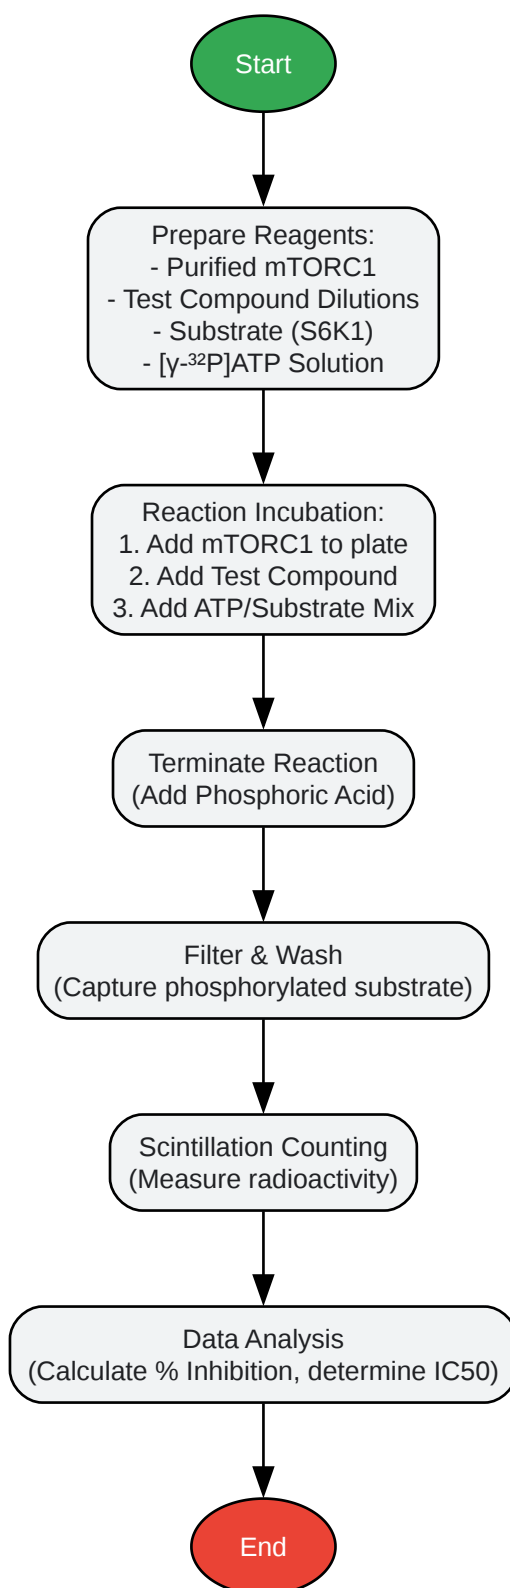 Start
Prepare Reagents:
- Purified mTORC1
- Test Compound Dilutions
- Substrate (S6K1)
- [γ-³²P]ATP Solution
Reaction Incubation:
1. Add mTORC1 to plate
2. Add Test Compound
3. Add ATP/Substrate Mix
Terminate Reaction
(Add Phosphoric Acid)
Filter & Wash
(Capture phosphorylated substrate)
Scintillation Counting
(Measure radioactivity)
Data Analysis
(Calculate % Inhibition, determine IC50)
End